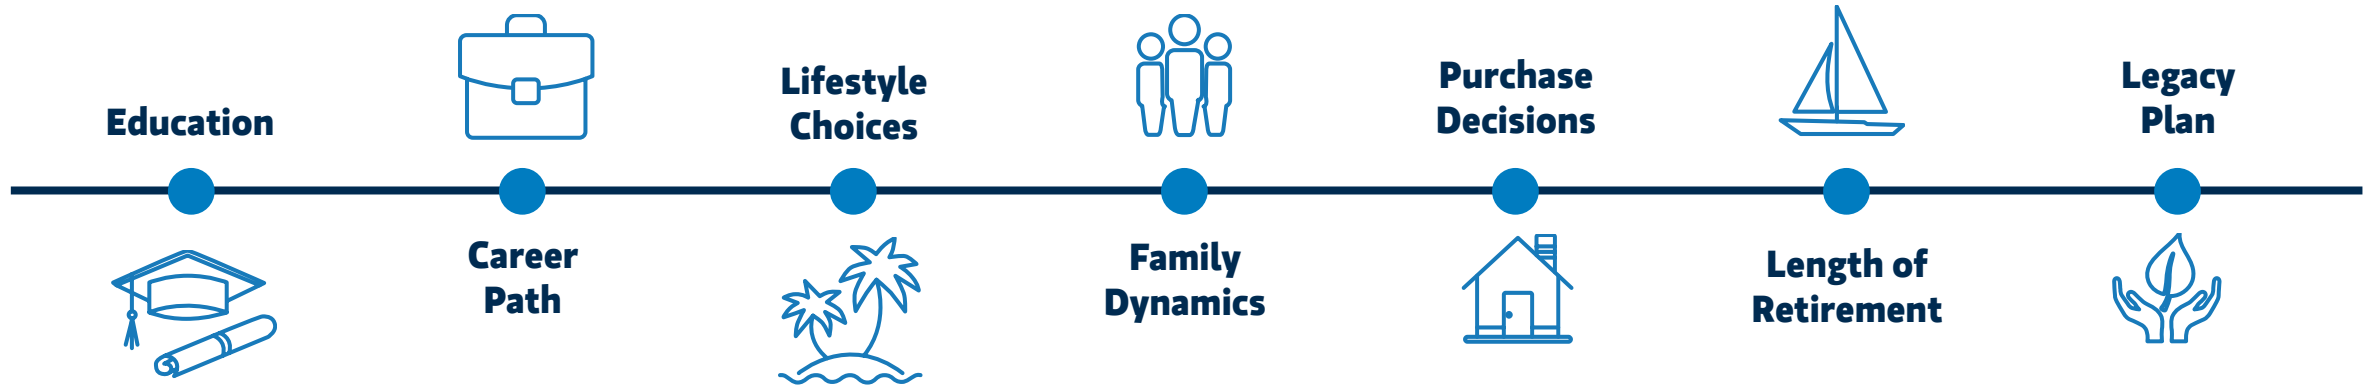 Education
Career
Path
Lifestyle
Choices
Family
Dynamics
Purchase
Decisions
Length of
Retirement
Legacy
Plan